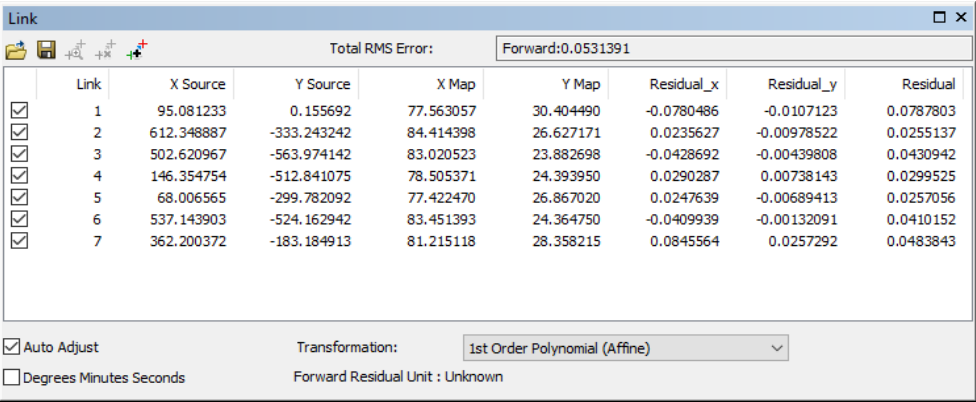 Link
Total RMS Error: Forward:0.0531391
Link X Source Y Source X Map Y Map Residual_x Residual_y Residual
1 95.081233 0.155692 77.563057 30.404490 -0.0780486 -0.0107123 0.0787803
2 612.348887 -333.243242 84.414398 26.627171 0.0235627 -0.00978522 0.0255137
3 502.620967 -563.974142 83.020523 23.882698 -0.0428692 -0.00439808 0.0430942
4 146.354754 -512.841075 78.505371 24.393950 0.0290287 0.00738143 0.0299525
5 68.006565 -299.782092 77.422470 26.867020 0.0247639 -0.00689413 0.0257056
6 537.143903 -524.162942 83.451393 24.364750 -0.0409939 -0.00132091 0.0410152
7 362.200372 -183.184913 81.215118 28.358215 0.0845564 0.0257292 0.0483843
Auto Adjust Transformation: 1st Order Polynomial (Affine)
Degrees Minutes Seconds Forward Residual Unit : Unknown